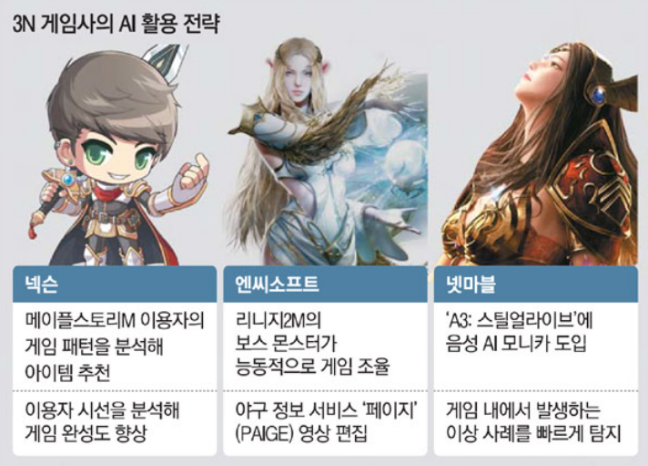 3N 게임사의 AI 활용 전략
넥슨
메이플스토리M 이용자의
게임 패턴을 분석해
아이템 추천
이용자 시선을 분석해
게임 완성도 향상
엔씨소프트
리니지2M의
보스 몬스터가
능동적으로 게임 조율
야구 정보 서비스 ‘페이지’
(PAIGE) 영상 편집
넷마블
‘A3: 스틸얼라이브’에
음성 AI 모니카 도입
게임 내에서 발생하는
이상 사례를 빠르게 탐지